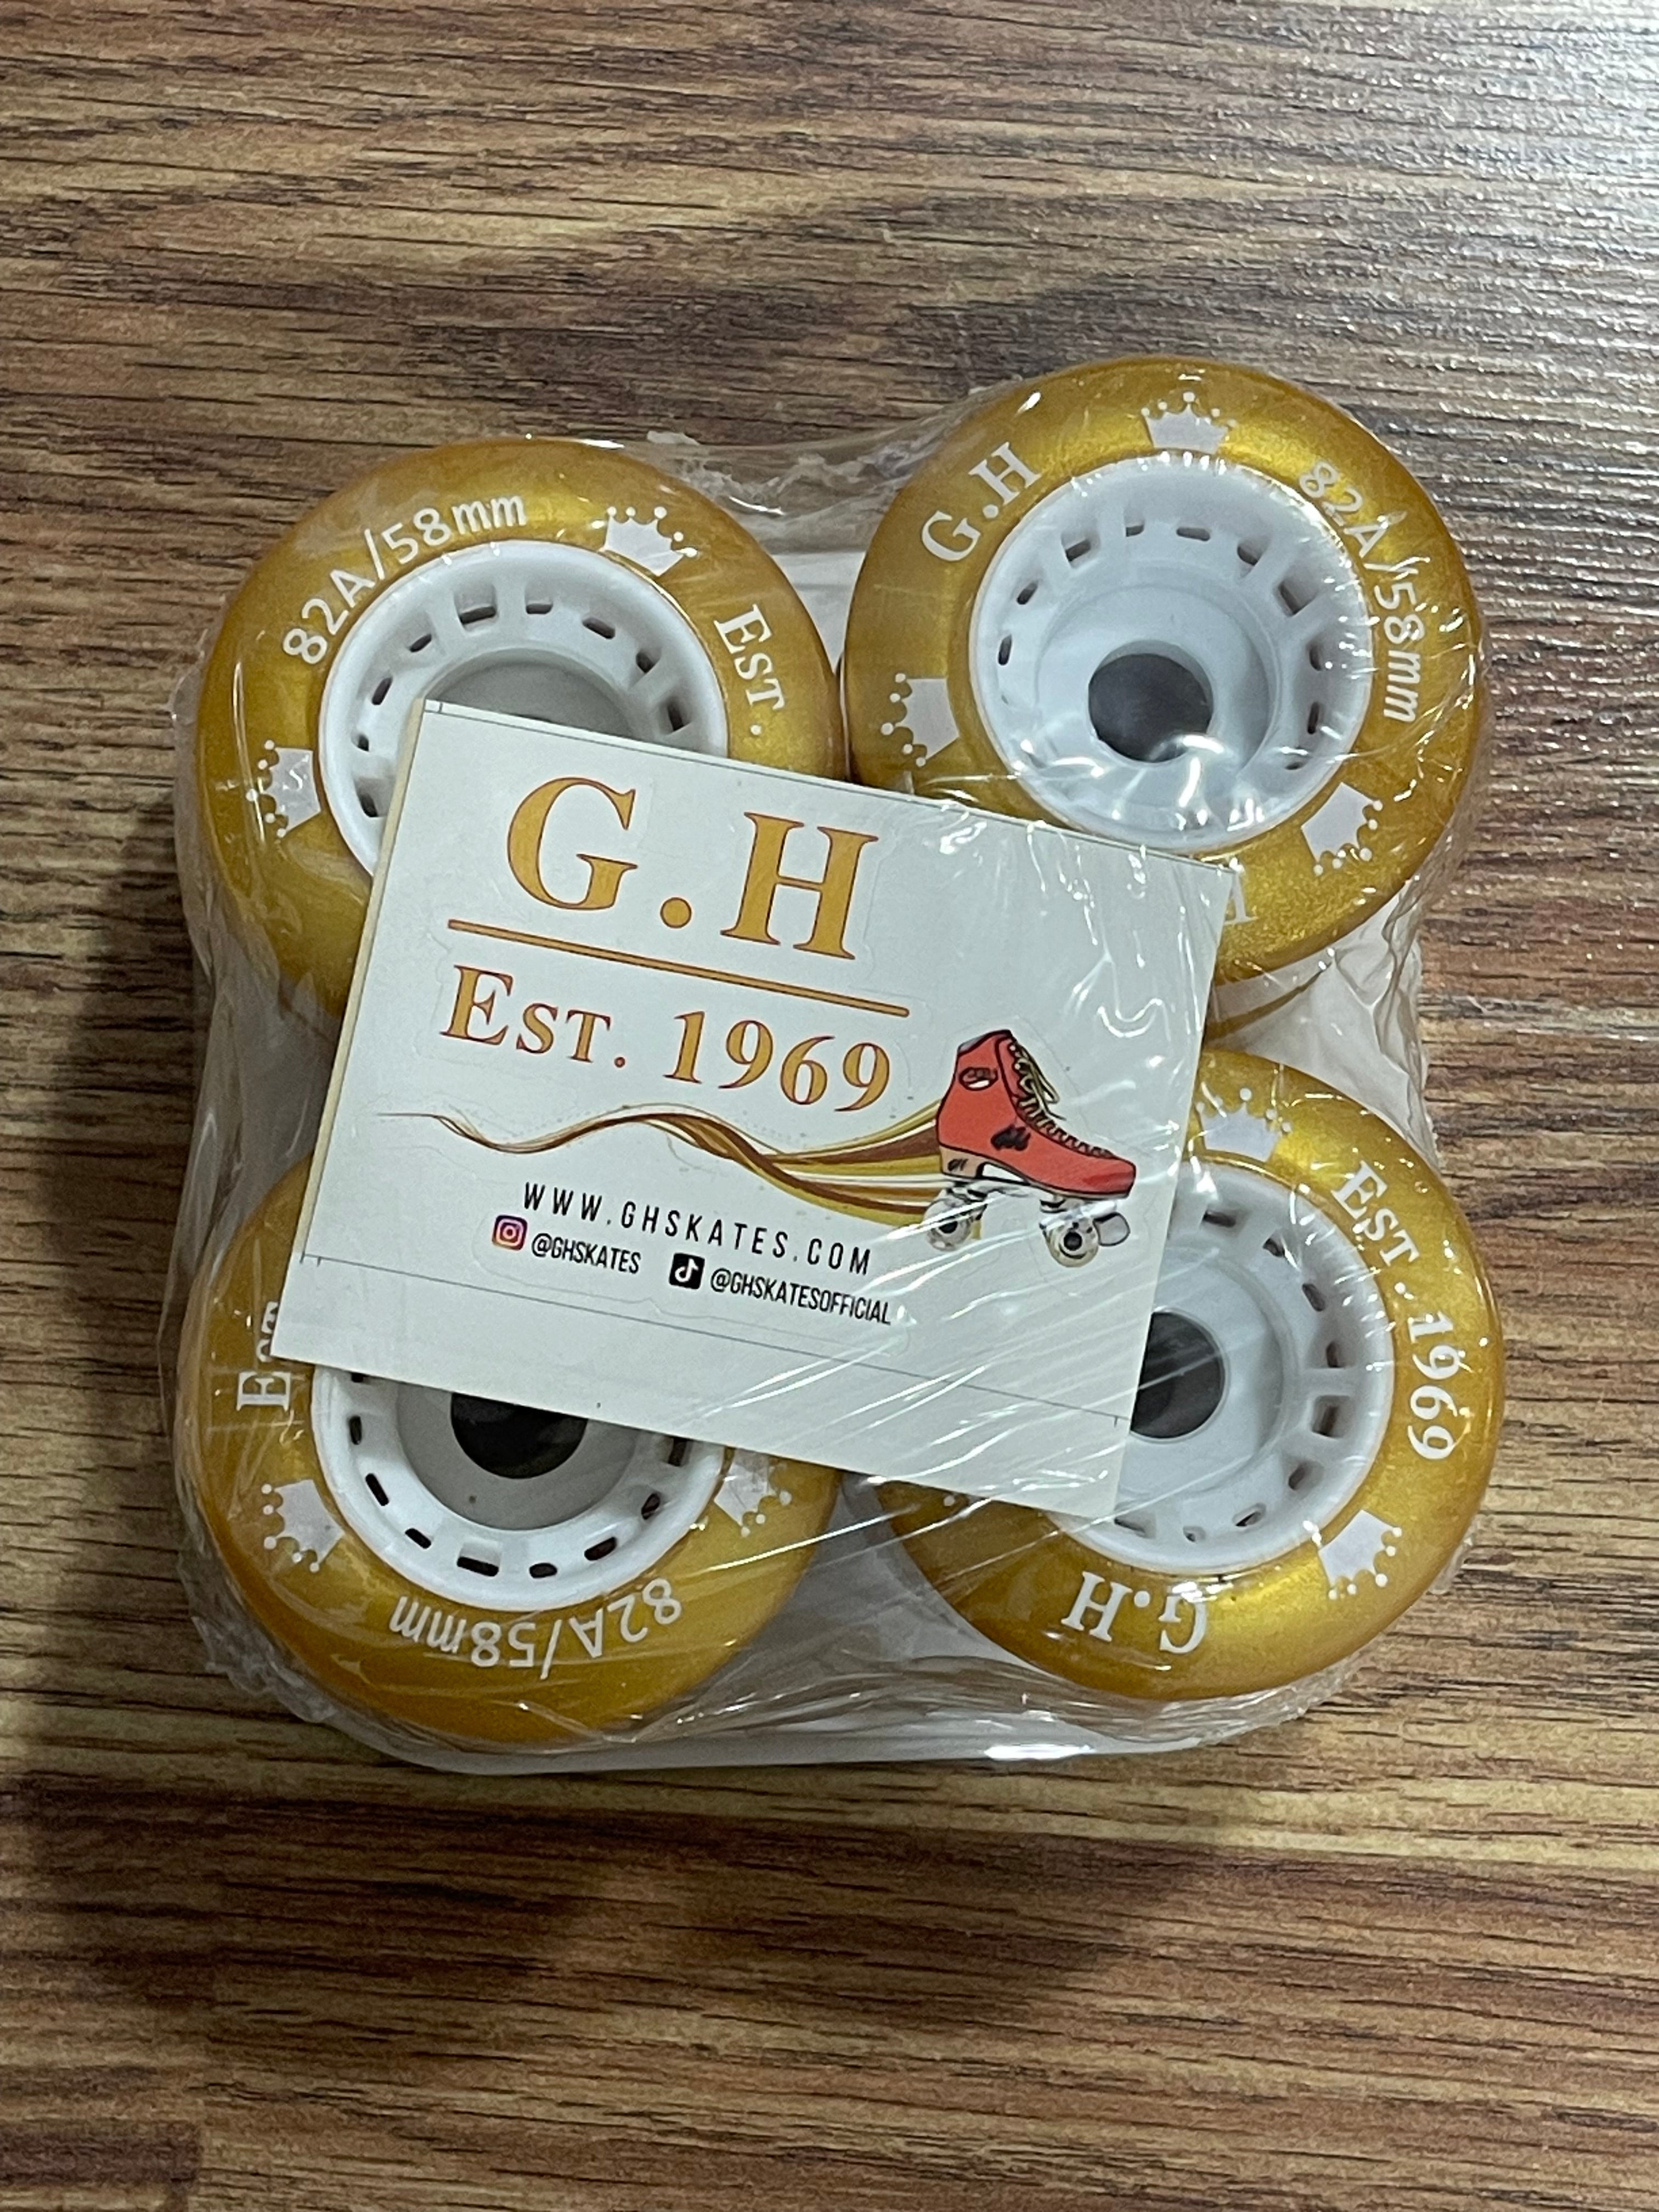 82A/58mm
EST.
G.H
82A/58mm
G.H
EST. 1969
WWW.GHSKATES.COM
@GHSKATES
@GHSKATESOFFICIAL
EST. 1969
G.H
82A/58mm